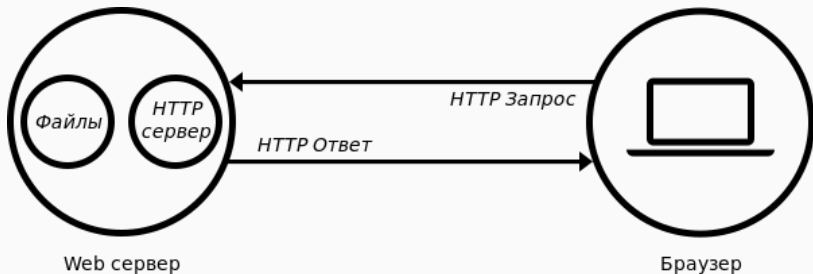 Файлы
HTTP
сервер
HTTP Запрос
HTTP Ответ
Web сервер
Браузер